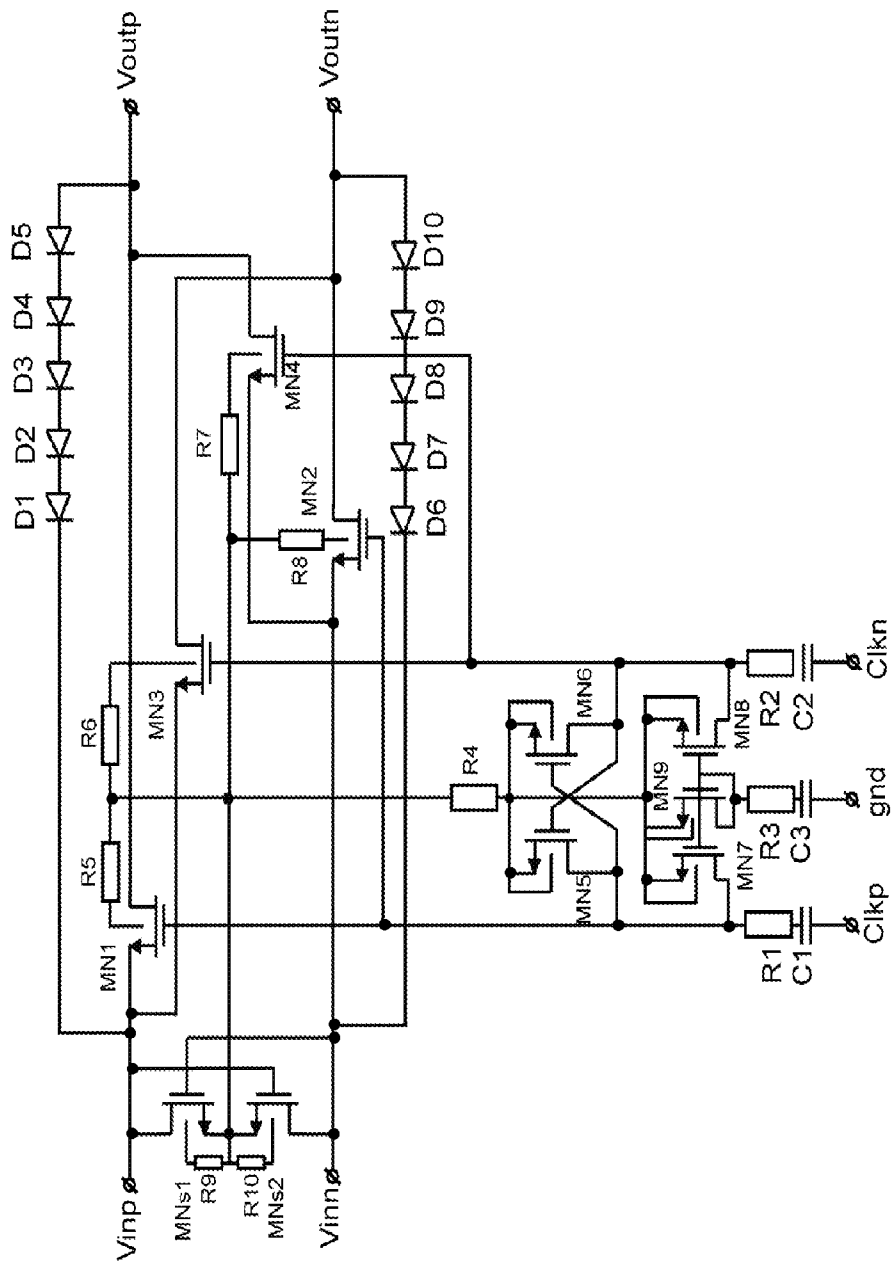 Voutp
Voutn
D5
D4
D3
D2
D1
D10
D9
D8
D7
D6
MN4
R7
MN2
R8
MN3
R6
R5
MN1
R4
MN6
MN5
MN8
MN9
MN7
R2
C2
Clkn
R3
C3
gnd
R1
C1
Clkp
MNs1
R9
R10
MNs2
Vinp
Vinn